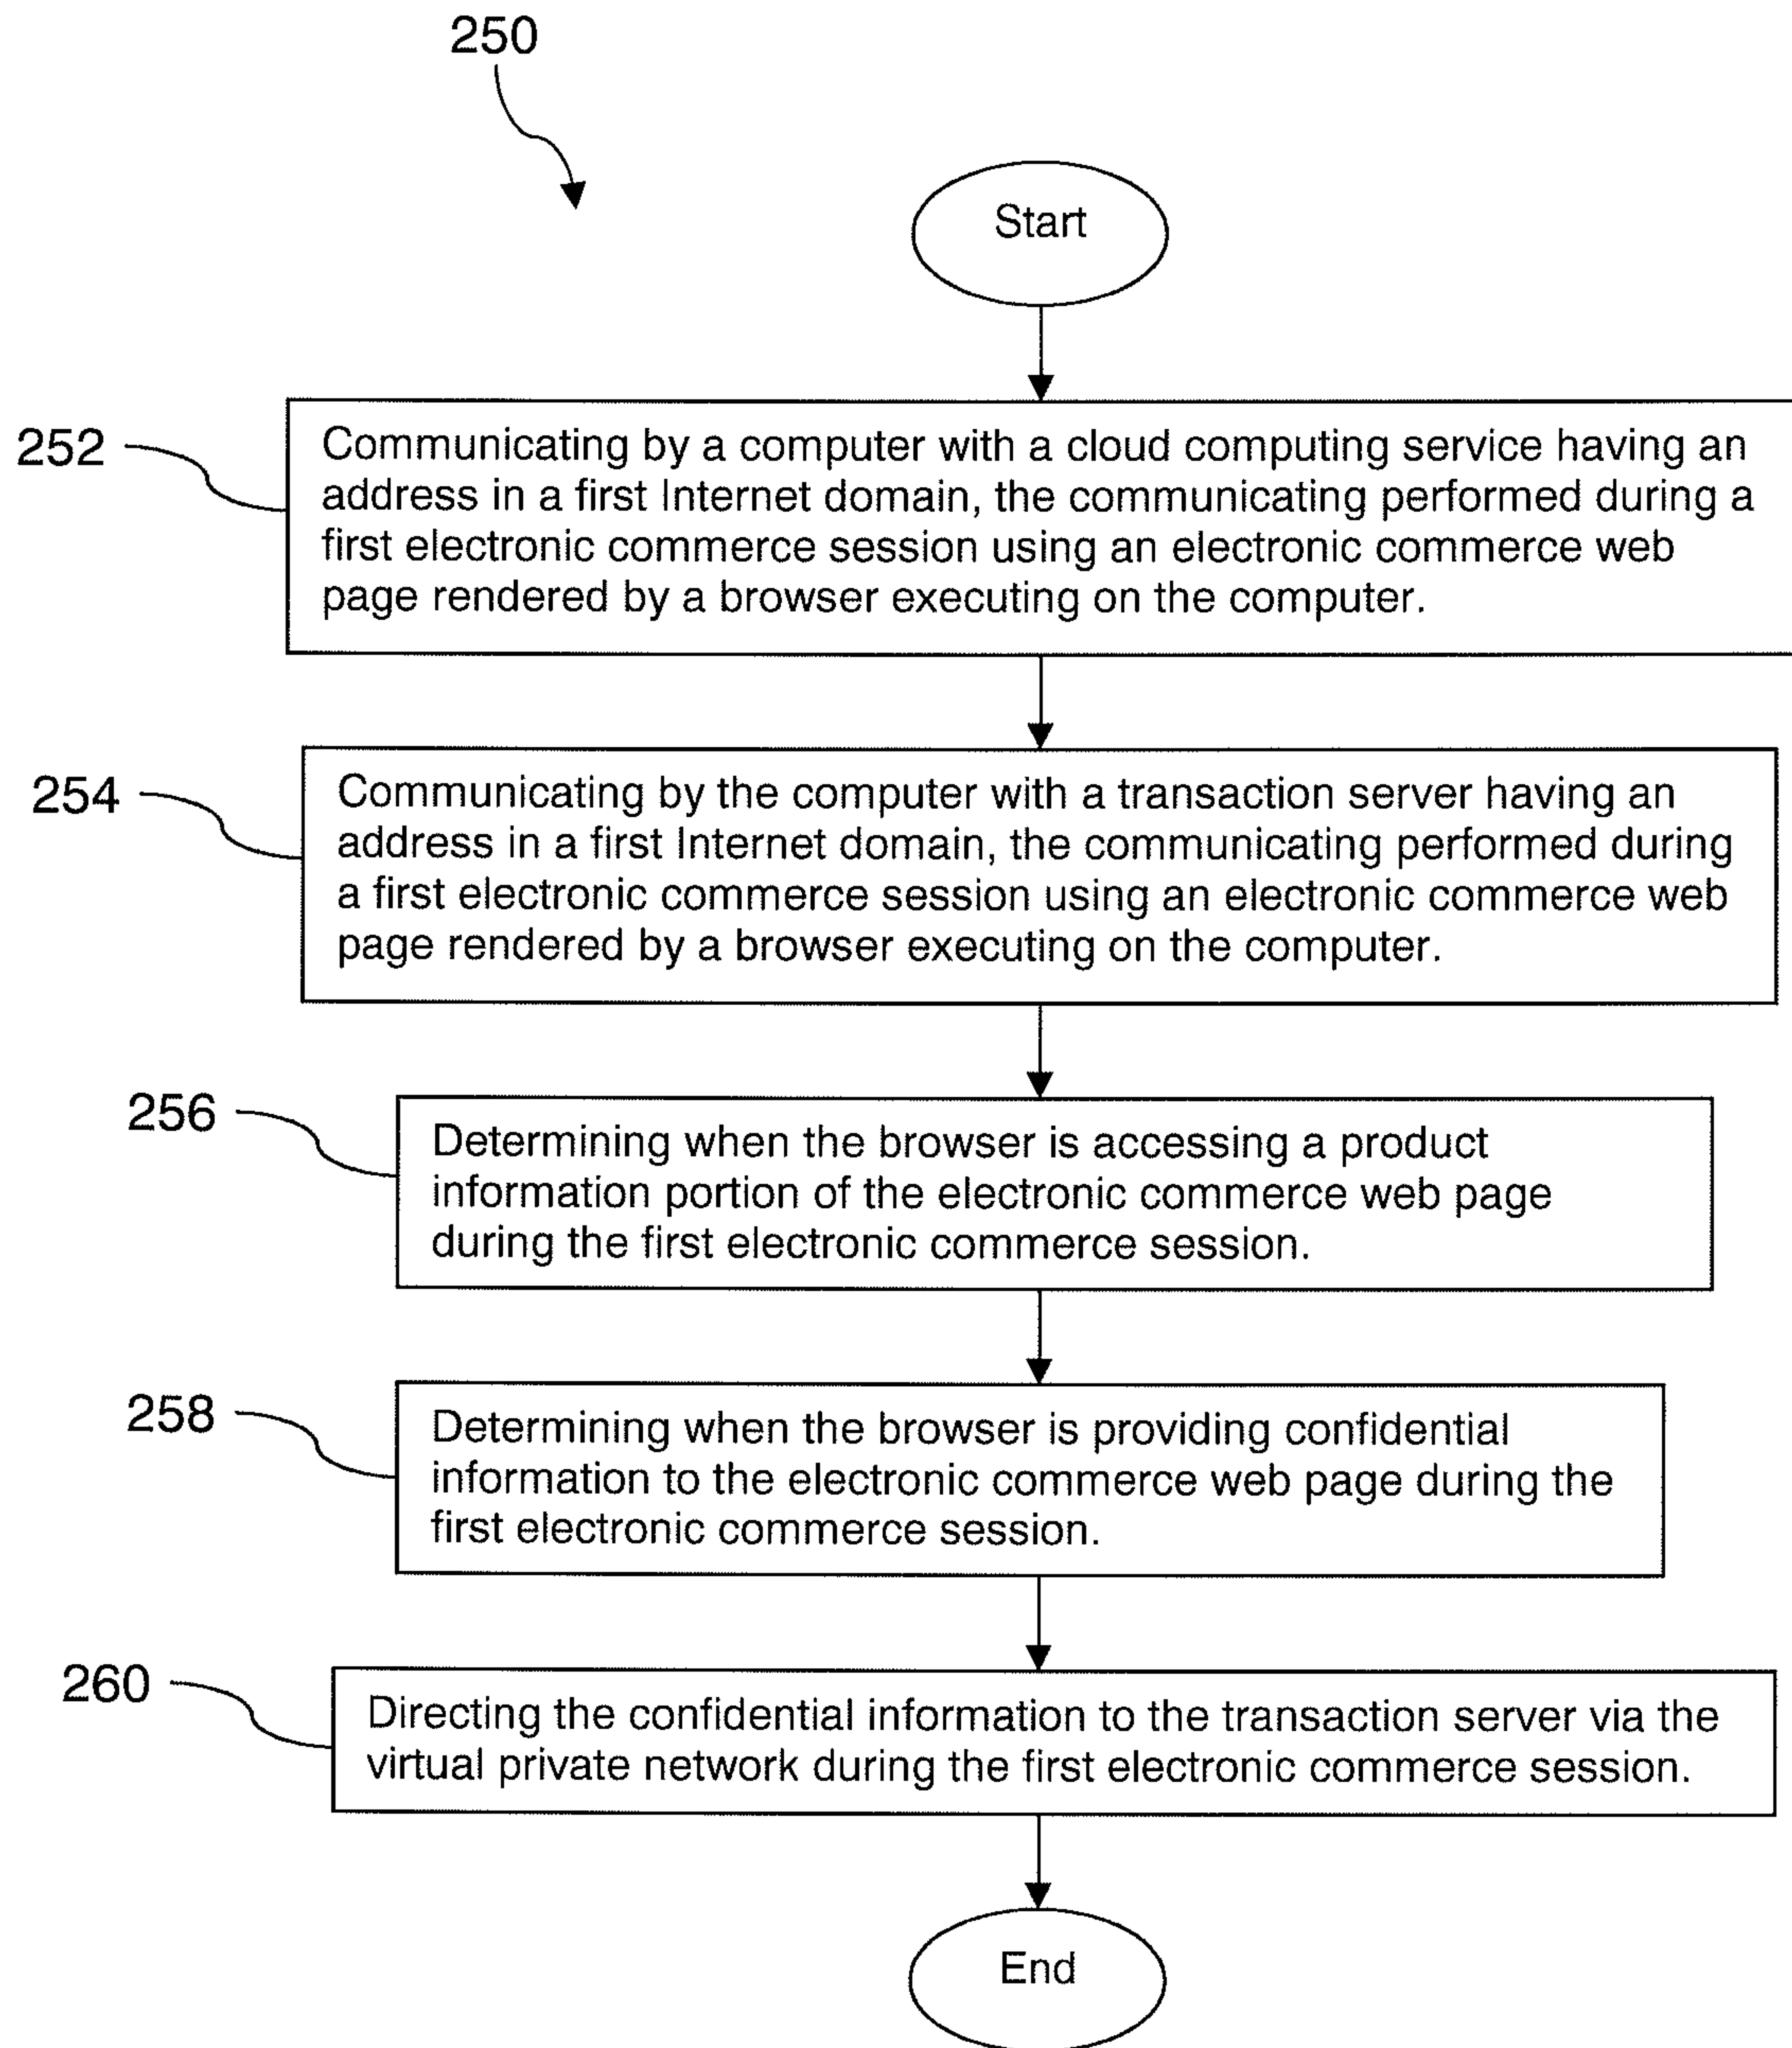 250
Start
252
Communicating by a computer with a cloud computing service having an
address in a first Internet domain, the communicating performed during a
first electronic commerce session using an electronic commerce web
page rendered by a browser executing on the computer.
254
Communicating by the computer with a transaction server having an
address in a first Internet domain, the communicating performed during
a first electronic commerce session using an electronic commerce web
page rendered by a browser executing on the computer.
256
Determining when the browser is accessing a product
information portion of the electronic commerce web page
during the first electronic commerce session.
258
Determining when the browser is providing confidential
information to the electronic commerce web page during the
first electronic commerce session.
260
Directing the confidential information to the transaction server via the
virtual private network during the first electronic commerce session.
End